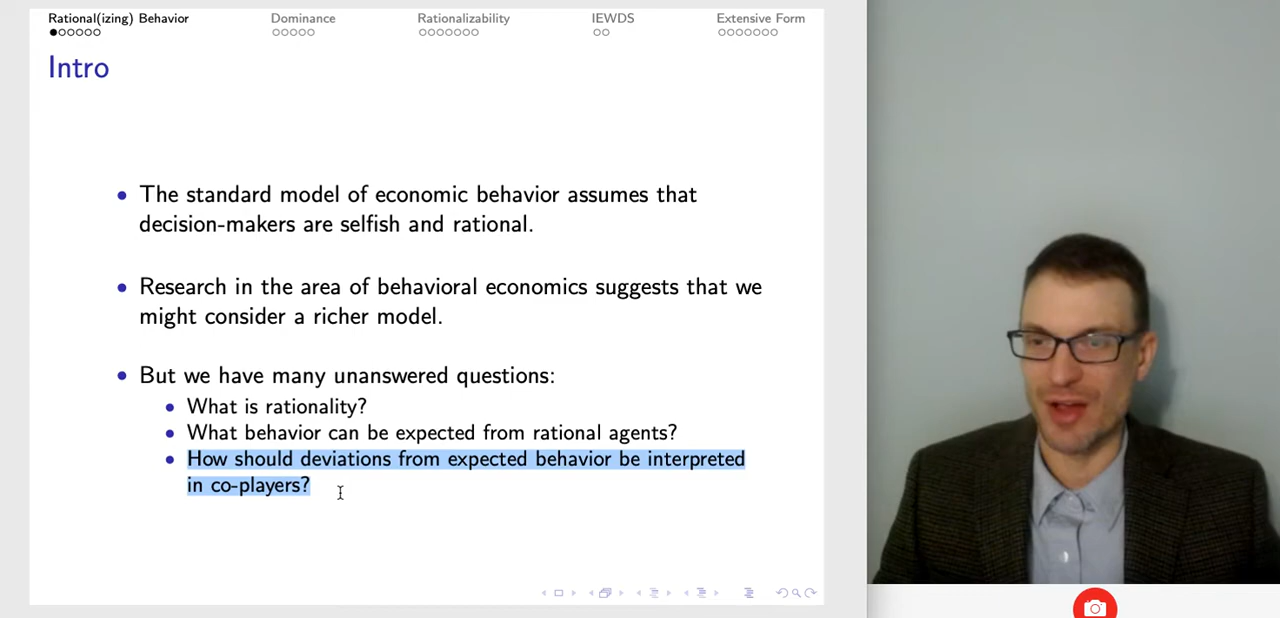 Rational(izing) Behavior Dominance Rationalizability IEWDS Extensive Form
Intro
The standard model of economic behavior assumes that
decision-makers are selfish and rational.
Research in the area of behavioral economics suggests that we
might consider a richer model.
But we have many unanswered questions:
What is rationality?
What behavior can be expected from rational agents?
How should deviations from expected behavior be interpreted
in co-players?